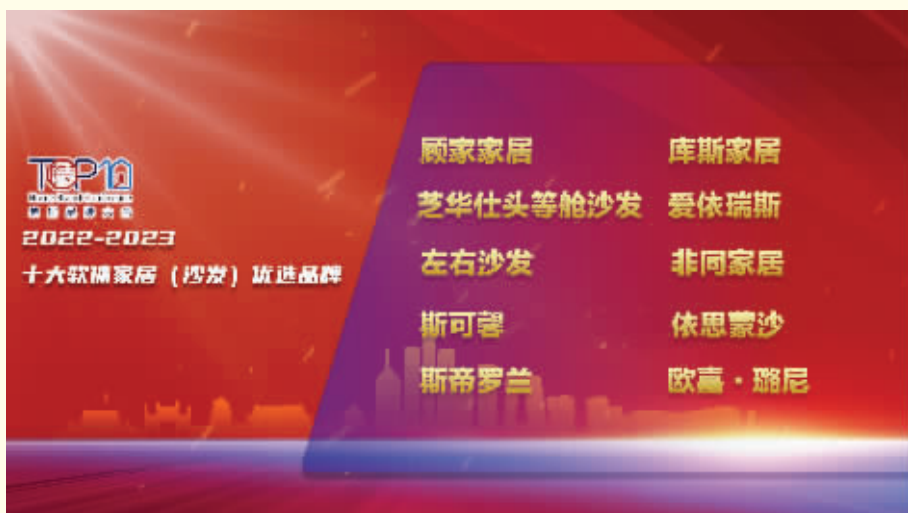 TOP10
2022-2023
十大软体家居（沙发）优选品牌
顾家家居
芝华仕头等舱沙发
左右沙发
斯可馨
斯帝罗兰
库斯家居
爱依瑞斯
非同家居
依思蒙沙
欧嘉·璐尼